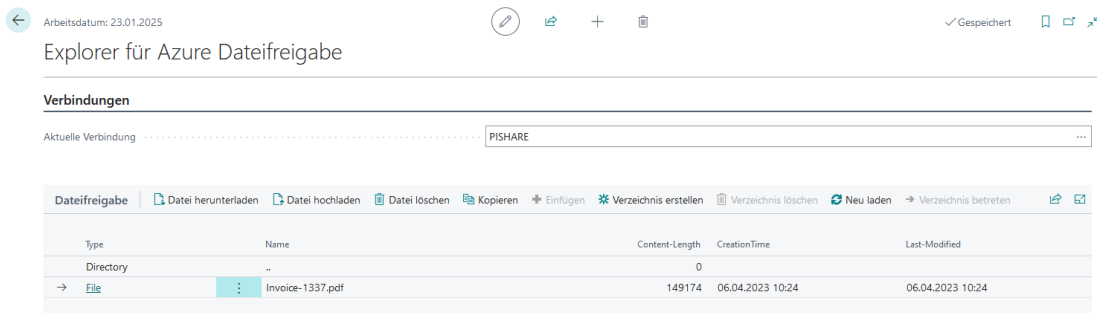 Arbeitsdatum: 23.01.2025
Gespeichert
Explorer für Azure Dateifreigabe
Verbindungen
Aktuelle Verbindung PISHARE
Dateifreigabe Datei herunterladen Datei hochladen Datei löschen Kopieren Einfügen Verzeichnis erstellen Verzeichnis löschen Neu laden Verzeichnis betreten
Type Name Content-Length CreationTime Last-Modified
Directory .. 0
File Invoice-1337.pdf 149174 06.04.2023 10:24 06.04.2023 10:24